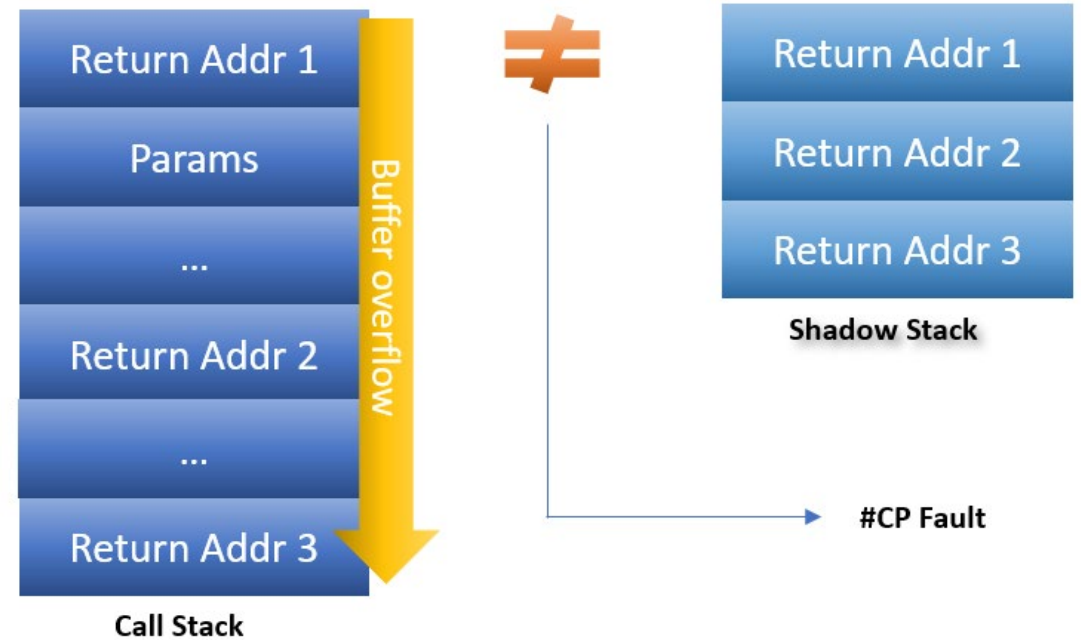 Return Addr 1
Params
...
Return Addr 2
...
Return Addr 3
Call Stack
Buffer overflow
≠
Return Addr 1
Return Addr 2
Return Addr 3
Shadow Stack
#CP Fault